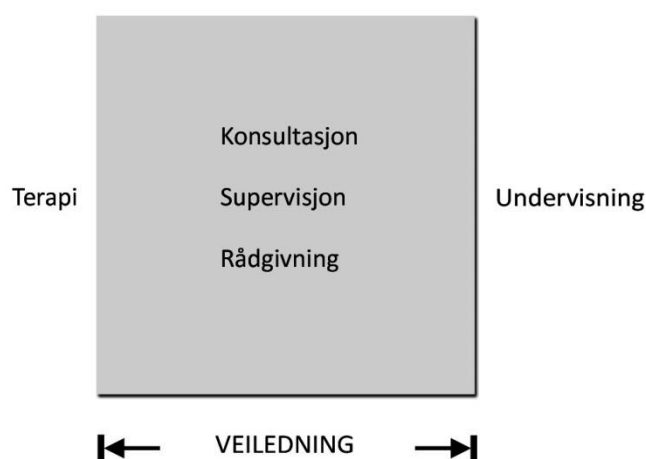 Konsultasjon
Terapi Supervisjon Undervisning
Rådgivning
VEILEDNING